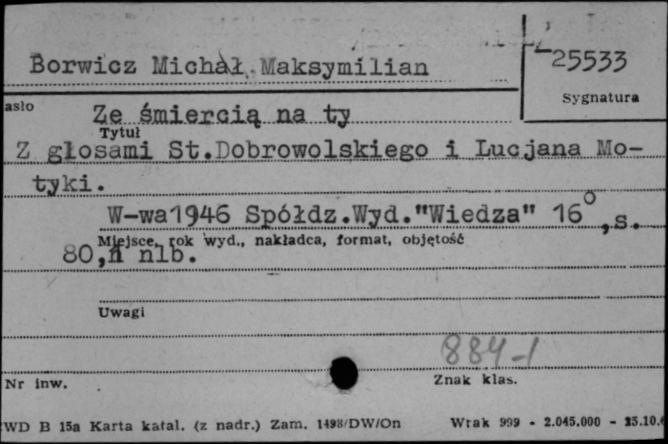 25533
Borwicz Michał Maksymilian
Sygnatura
asło
Ze śmiercią na ty
Tytuł
Z głosami St.Dobrowolskiego i Lucjana Mo-
tyki.
W-wa1946 Spółdz.Wyd."Wiedza" 16°,s.
Miejsce, rok wyd., nakładca, format, objętość
80, nlb.
Uwagi
884-1
Nr inw.
Znak klas.
WD B 15a Karta katal. (z nadr.) Zam. 1498/DW/On Wrak 999 - 2.045.000 - 25.10.